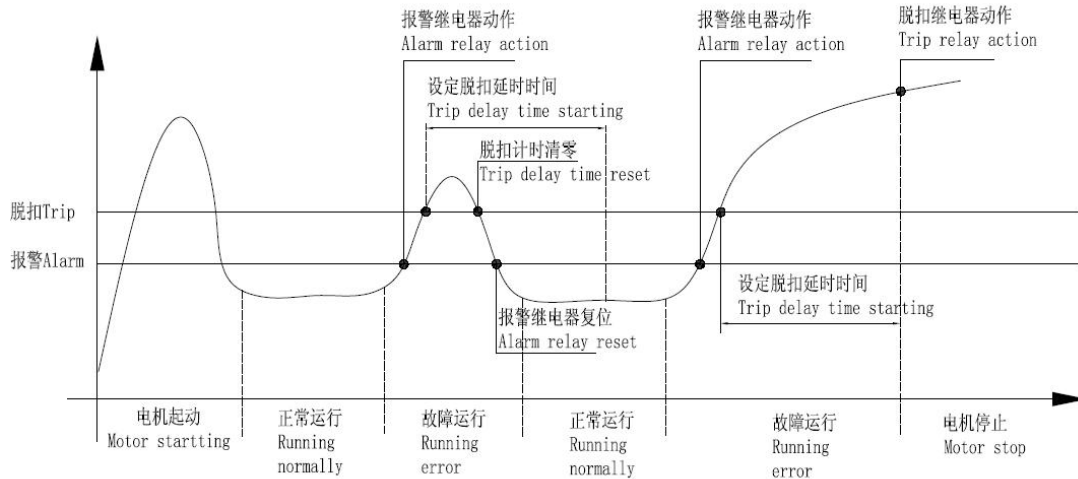 报警继电器动作
Alarm relay action
报警继电器动作
Alarm relay action
脱扣继电器动作
Trip relay action
设定脱扣延时时间
Trip delay time starting
脱扣计时清零
Trip delay time reset
脱扣Trip
报警Alarm
设定脱扣延时时间
Trip delay time starting
报警继电器复位
Alarm relay reset
电机起动
Motor startting
正常运行
Running
normally
故障运行
Running
error
正常运行
Running
normally
故障运行
Running
error
电机停止
Motor stop